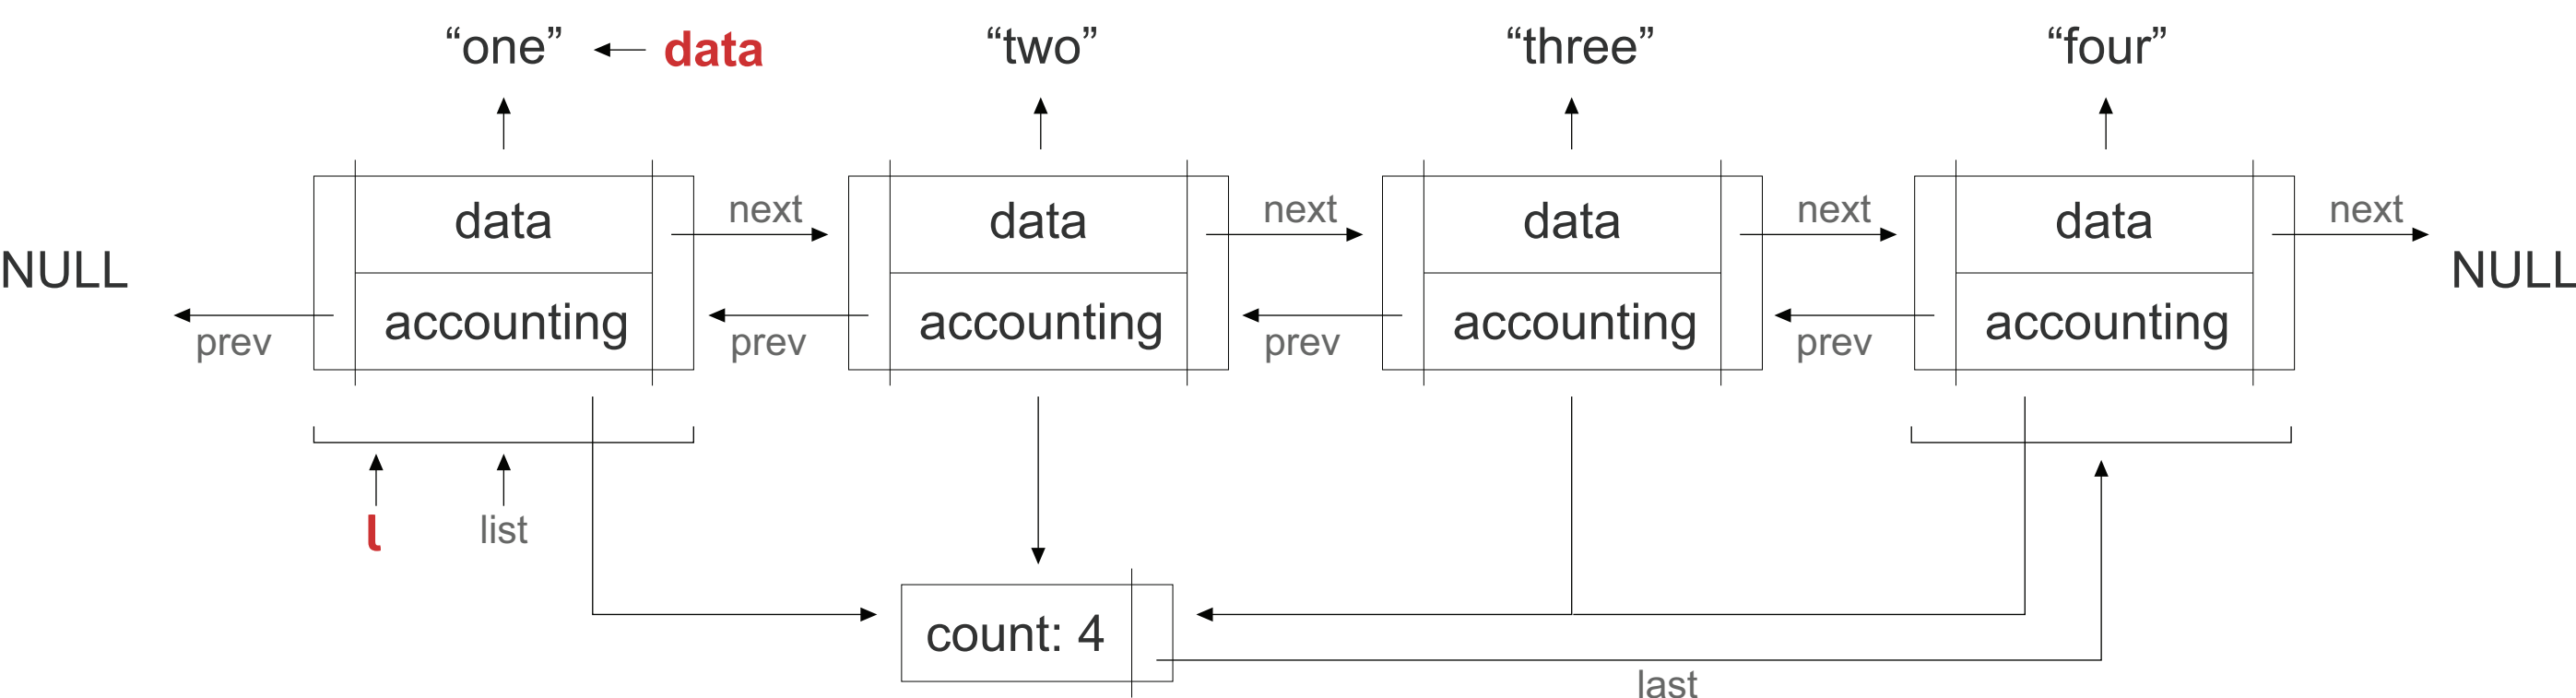 “one” data “two” “three” “four”
data next data next data next data next
NULL NULL
prev accounting prev accounting prev accounting prev accounting
l list
count: 4
last